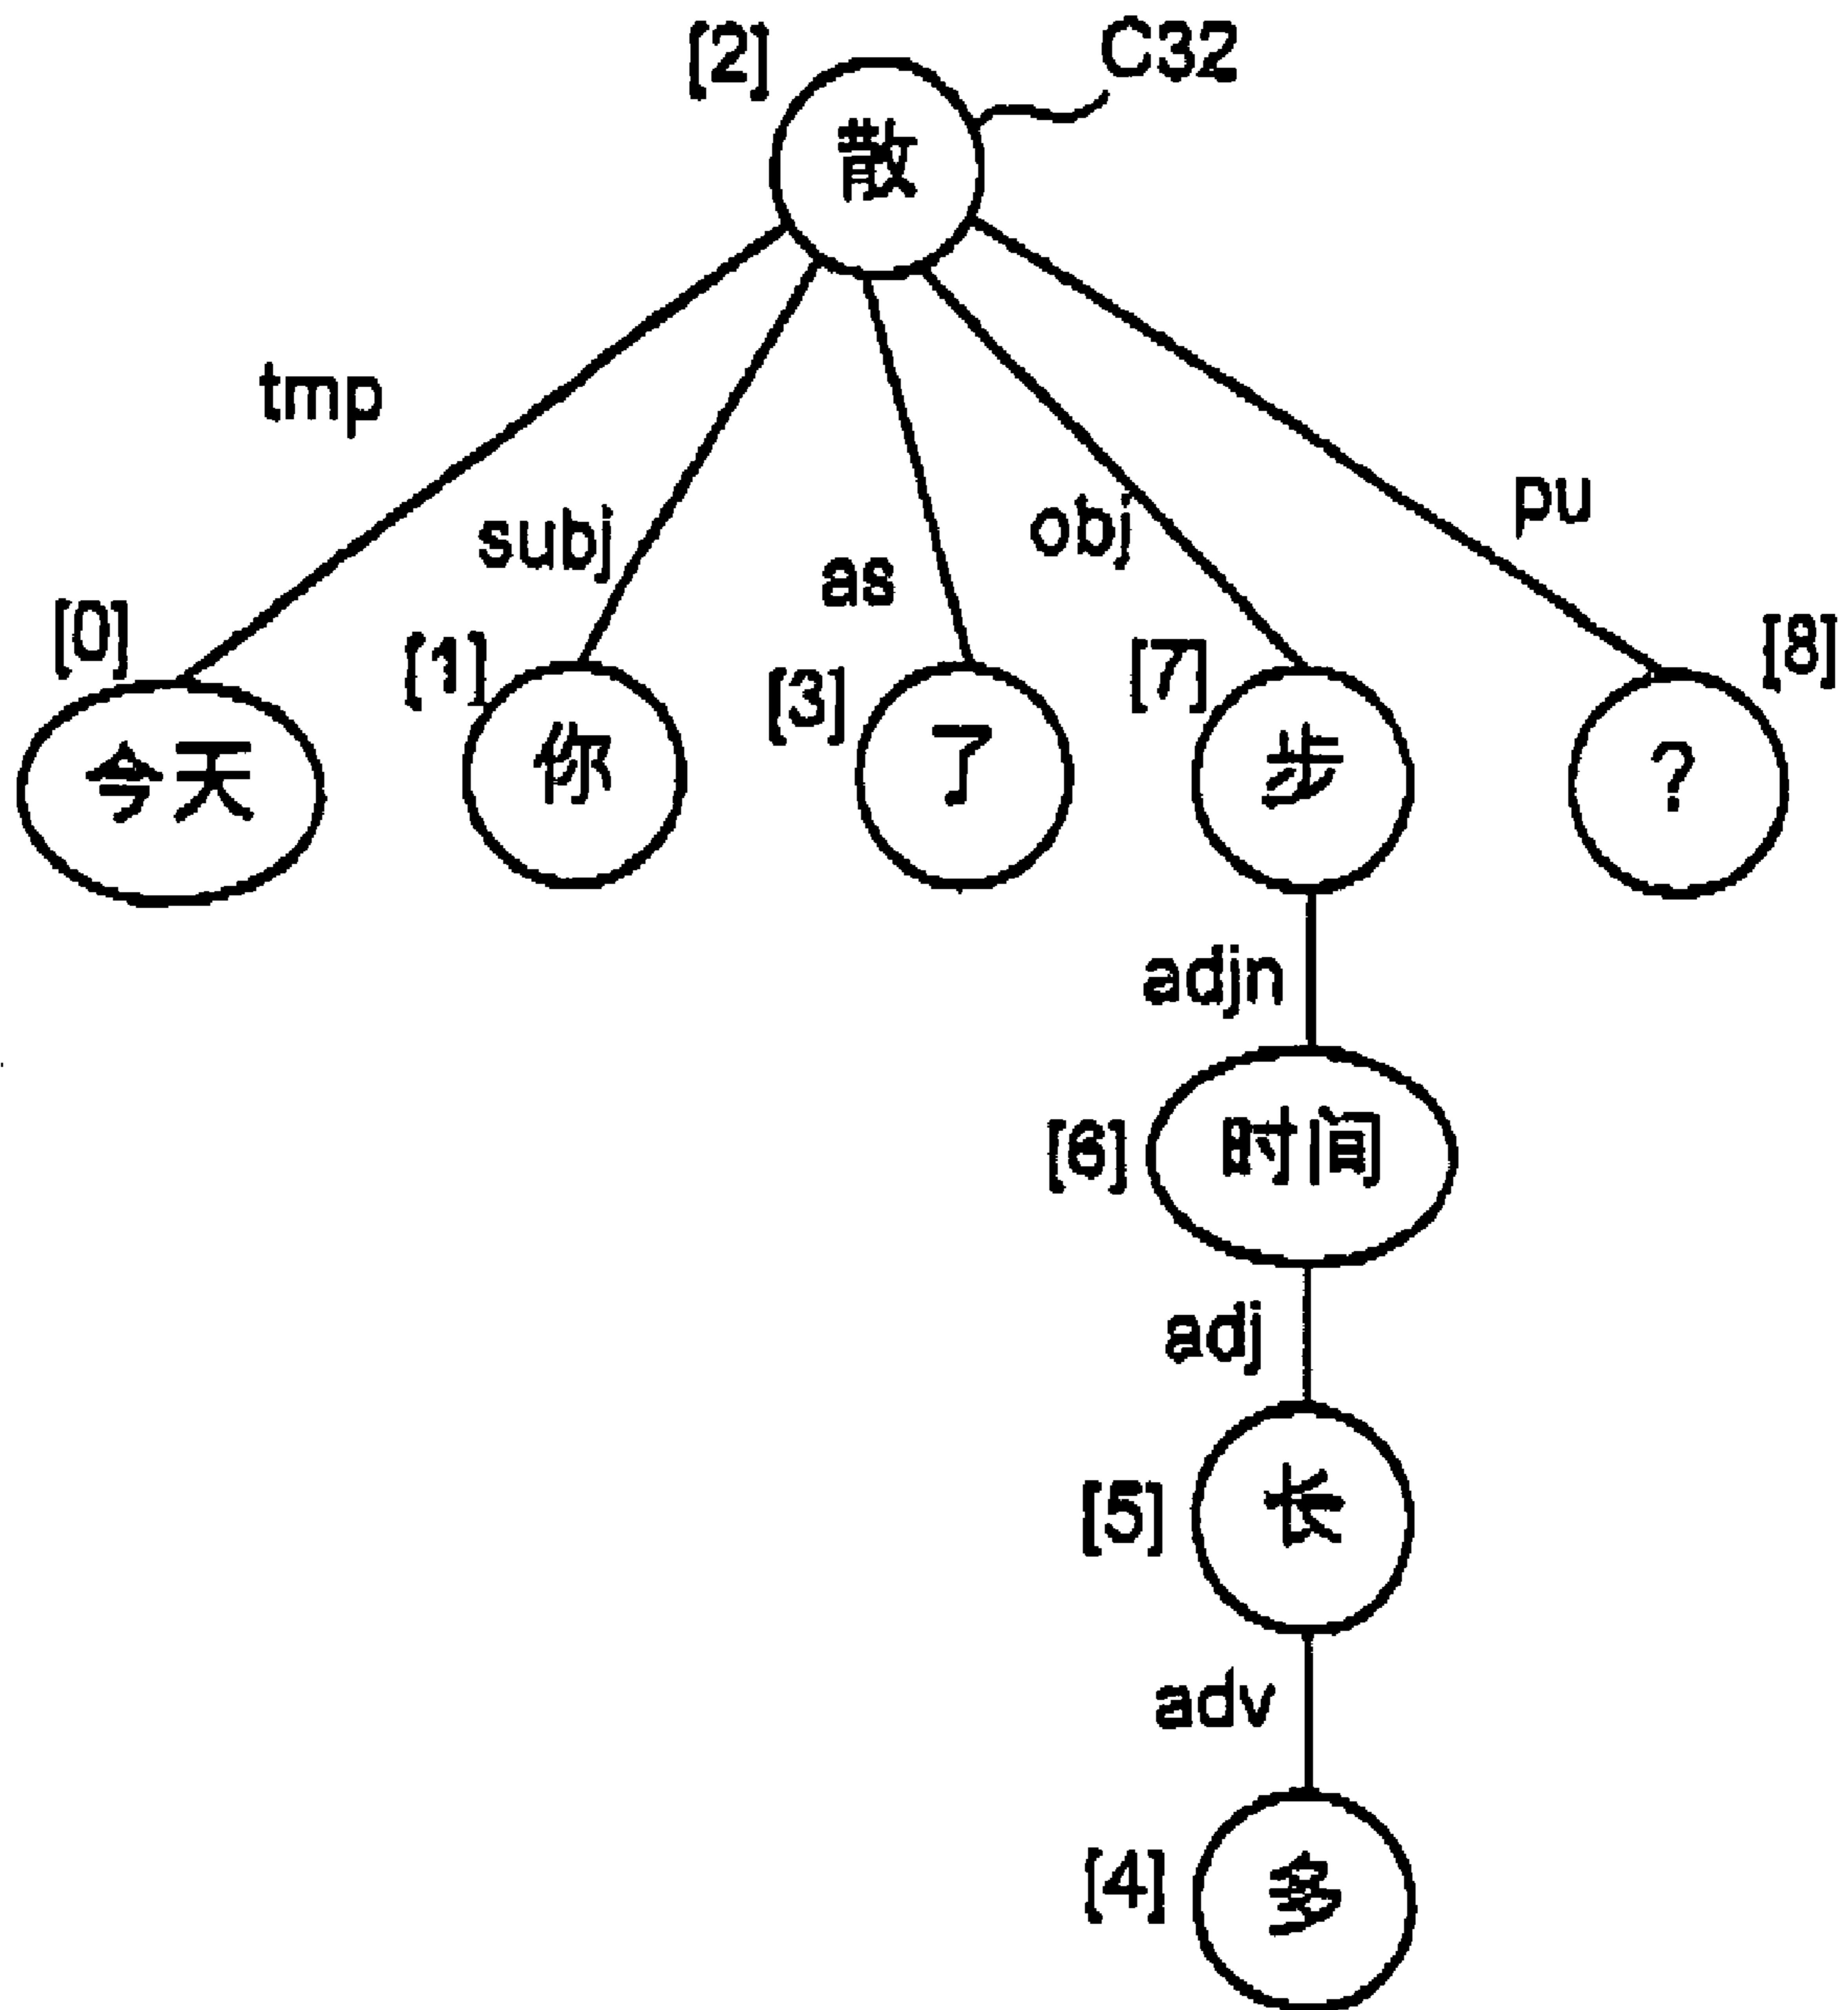 [2] C32
散
tmp
subj
as
obj
pu
[0] [1] [3] [7] [8]
今天 你 了 步 ?
adjn
[6] 时间
adj
[5] 长
adv
[4] 多